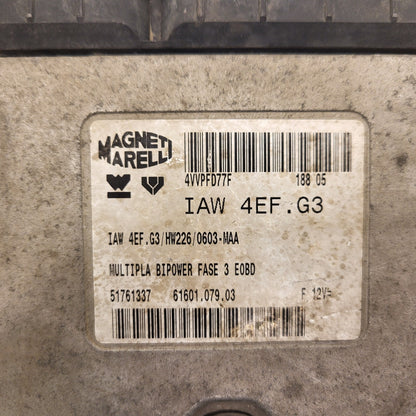 MAGNETI
MARELLI
4VVPFD77F 188 05
IAW 4EF.G3
IAW 4EF.G3/HW226/0603-MAA
MULTIPLA BIPOWER FASE 3 EOBD
51761337 61601.079.03 F 12V=